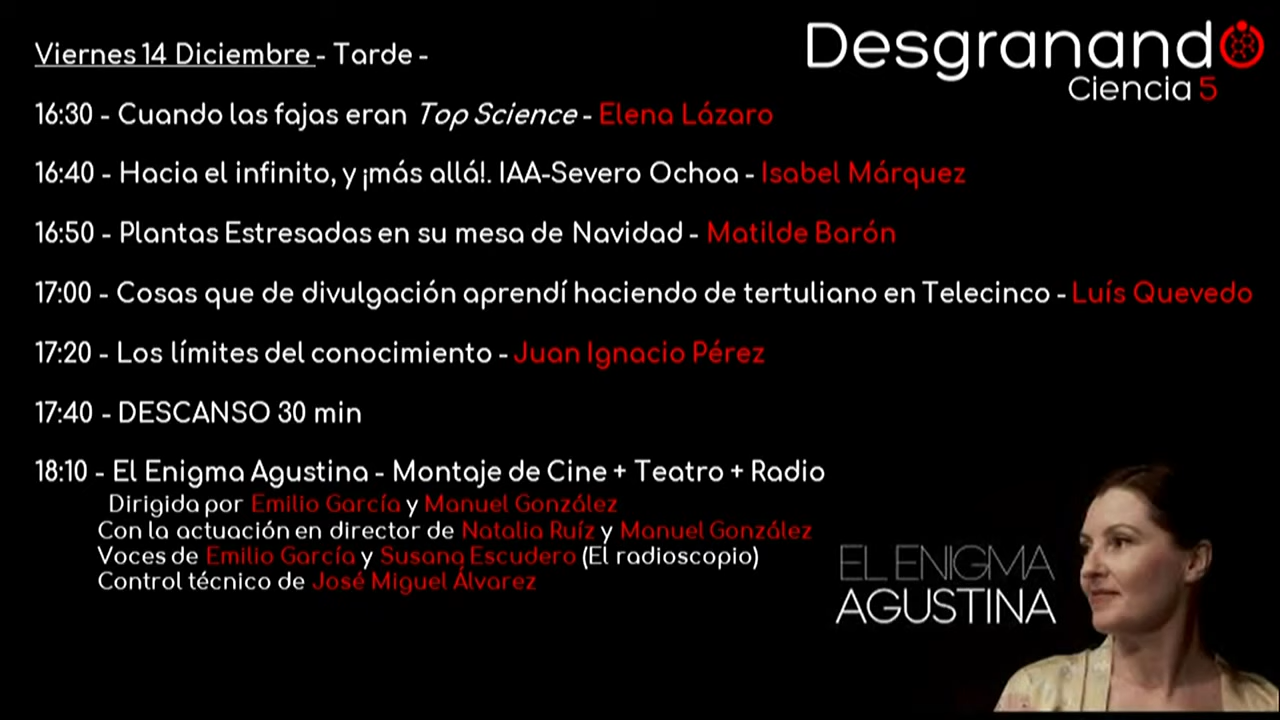 Viernes 14 Diciembre - Tarde -
Desgranando
Ciencia 5
16:30 - Cuando las fajas eran Top Science - Elena Lázaro
16:40 - Hacia el infinito, y ¡más allá!. IAA-Severo Ochoa - Isabel Márquez
16:50 - Plantas Estresadas en su mesa de Navidad - Matilde Barón
17:00 - Cosas que de divulgación aprendí haciendo de tertuliano en Telecinco - Luís Quevedo
17:20 - Los límites del conocimiento - Juan Ignacio Pérez
17:40 - DESCANSO 30 min
18:10 - El Enigma Agustina - Montaje de Cine + Teatro + Radio
Dirigida por Emilio García y Manuel González
Con la actuación en director de Natalia Ruíz y Manuel González
Voces de Emilio García y Susana Escudero (El radioscopio)
Control técnico de José Miguel Álvarez
EL ENIGMA
AGUSTINA